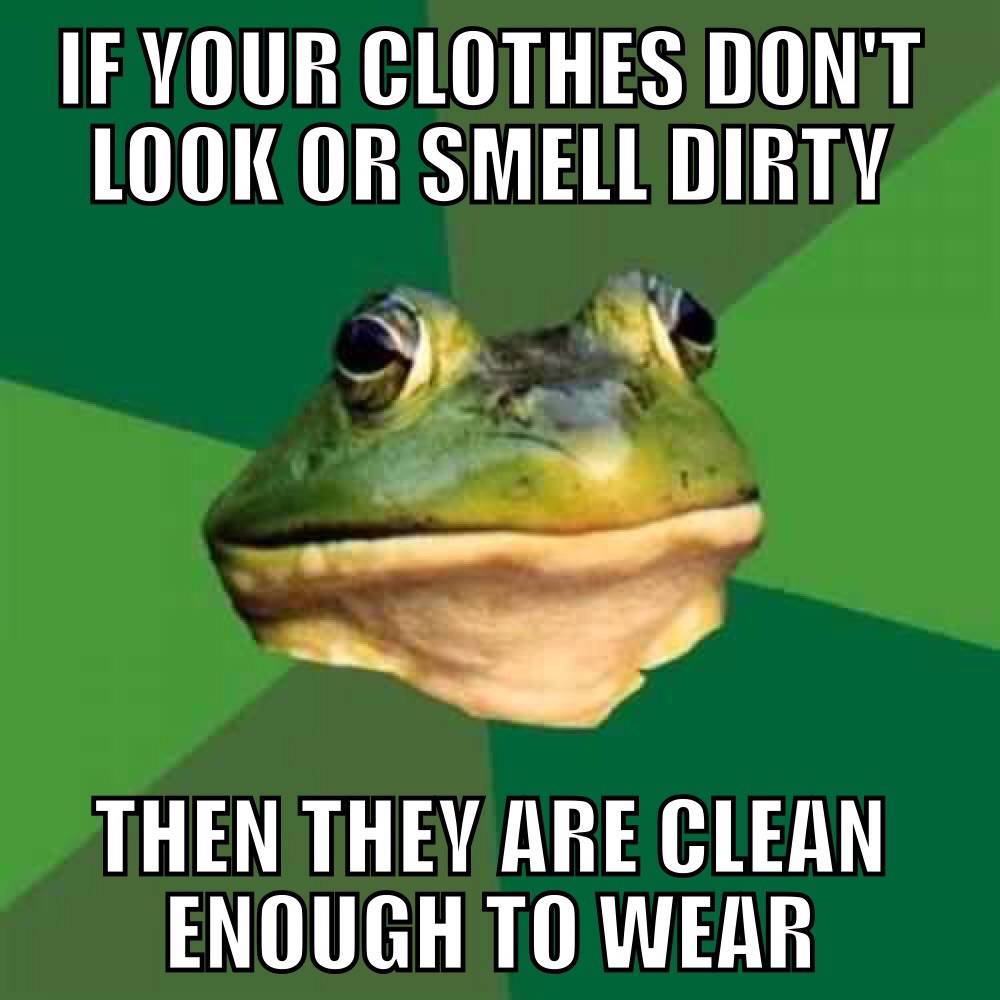 IF YOUR CLOTHES DON'T
LOOK OR SMELL DIRTY
THEN THEY ARE CLEAN
ENOUGH TO WEAR